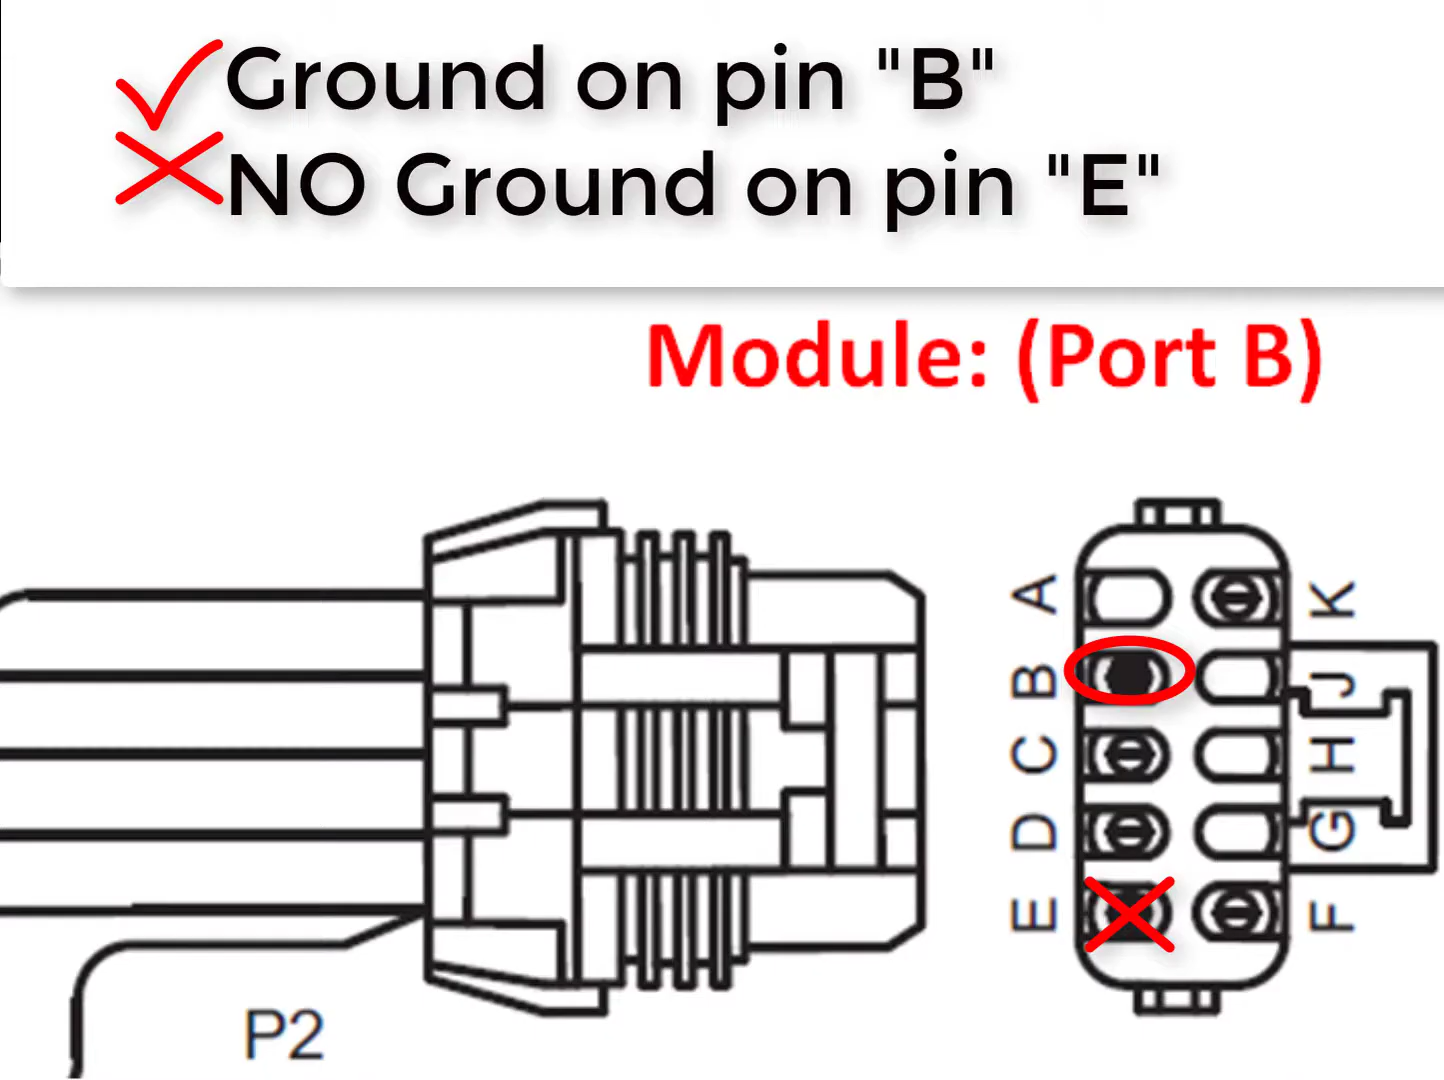 Ground on pin "B"
NO Ground on pin "E"
Module: (Port B)
A
K
B
J
C
H
D
G
E
F
P2